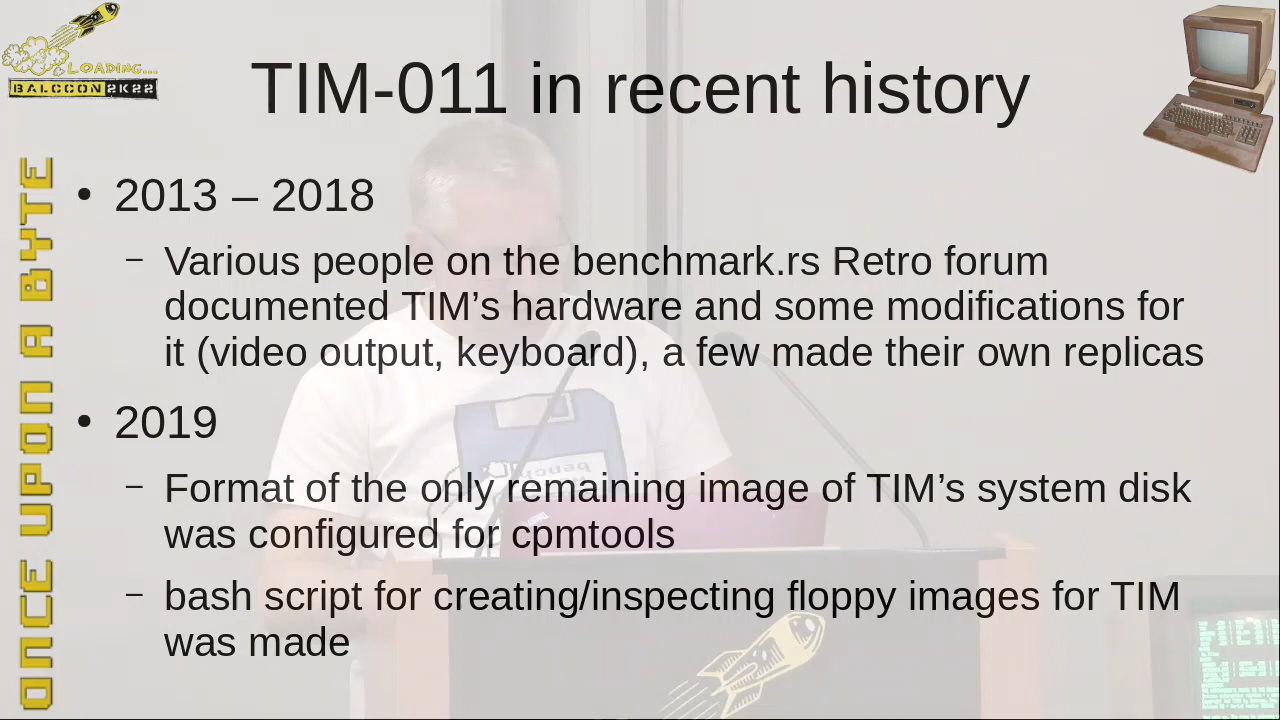 LOADING....
BALCCON2K22
TIM-011 in recent history
ONCE UPON A BYTE
• 2013 – 2018
– Various people on the benchmark.rs Retro forum
documented TIM’s hardware and some modifications for
it (video output, keyboard), a few made their own replicas
• 2019
– Format of the only remaining image of TIM’s system disk
was configured for cpmtools
– bash script for creating/inspecting floppy images for TIM
was made